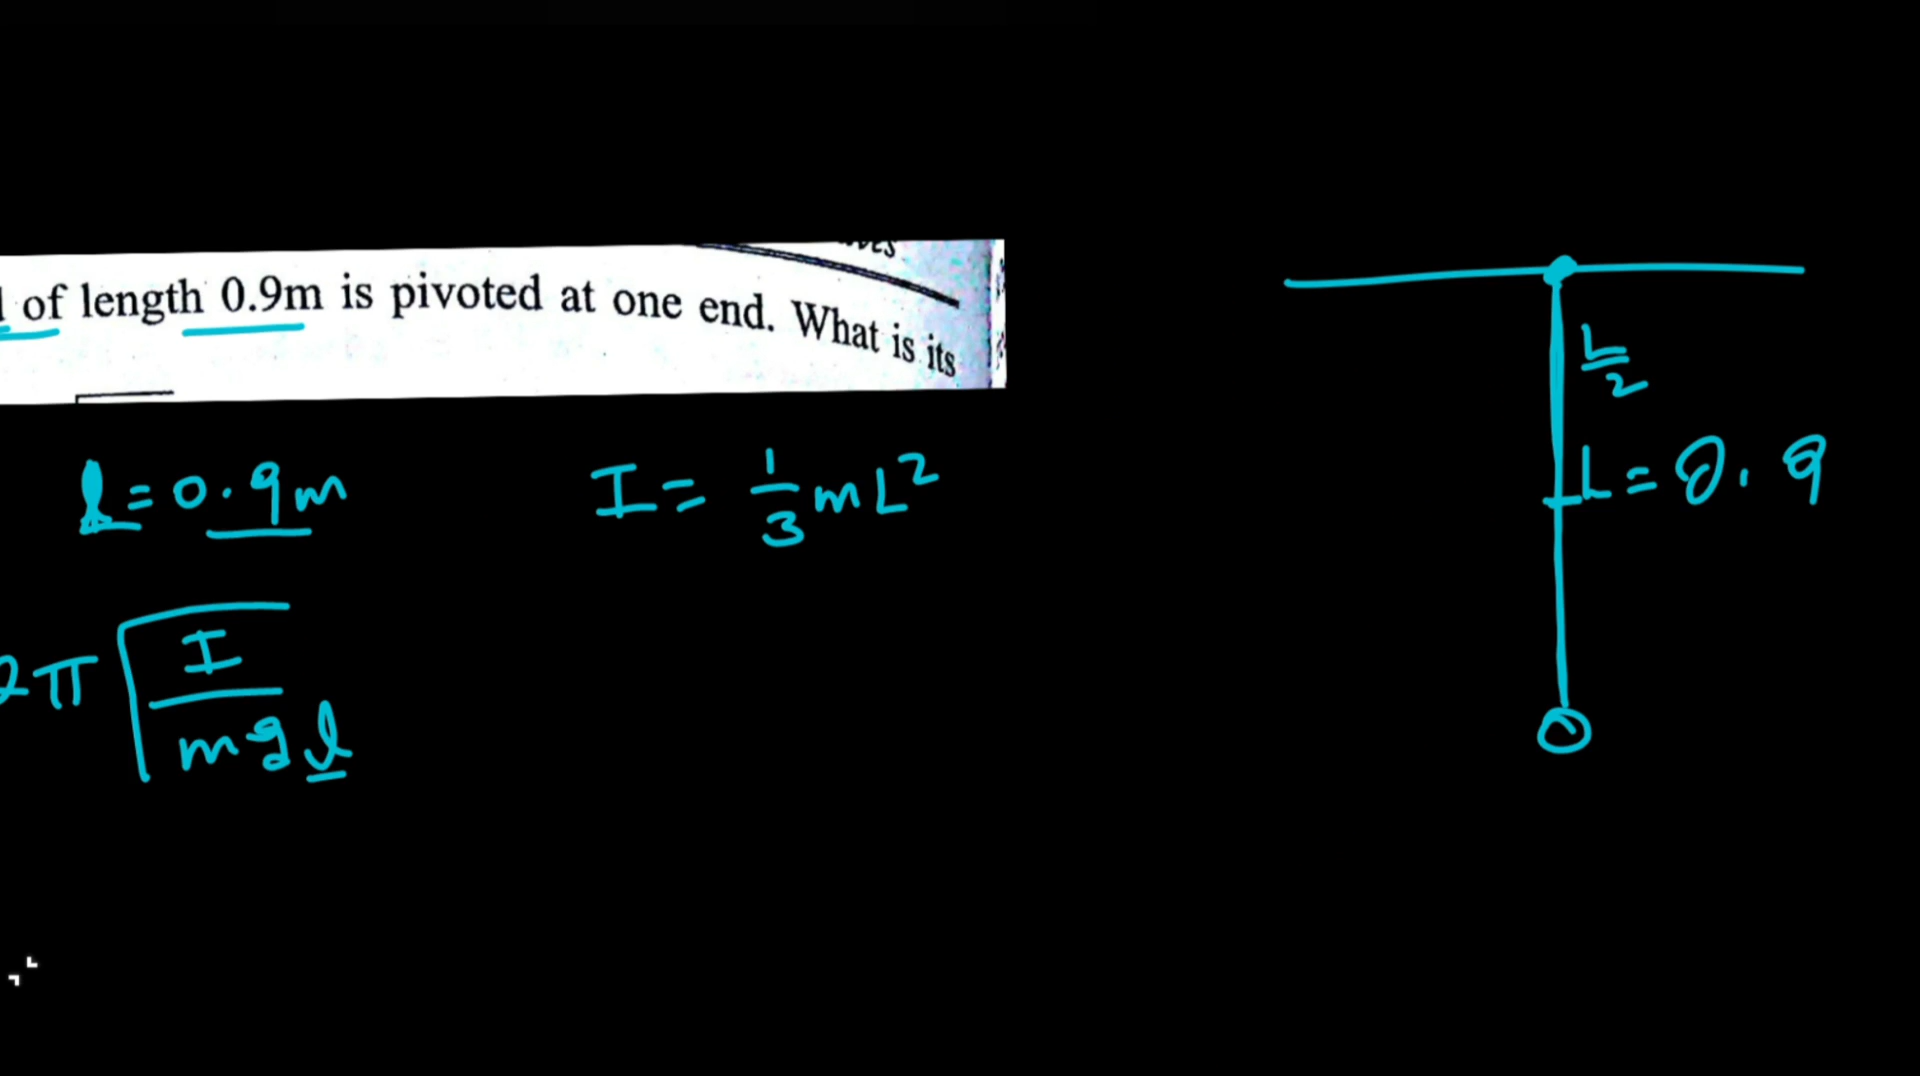 of length 0.9m is pivoted at one end. What is its
l = 0.9m
I = 1/3 mL²
L/2
L = 0.9
2π √(I/mgl)